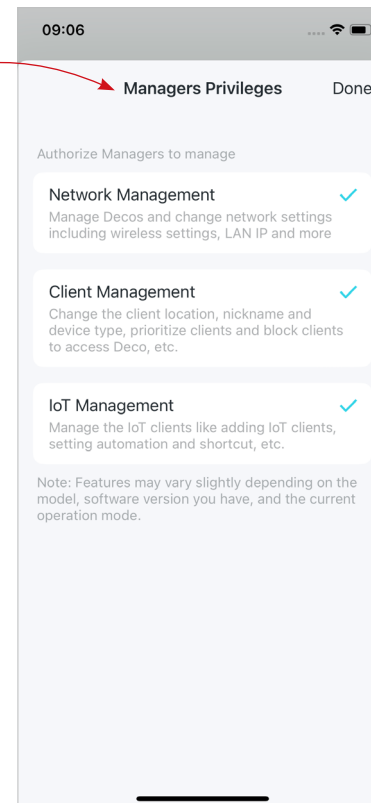 09:06
Managers Privileges Done
Authorize Managers to manage
Network Management
Manage Decos and change network settings
including wireless settings, LAN IP and more
Client Management
Change the client location, nickname and
device type, prioritize clients and block clients
to access Deco, etc.
IoT Management
Manage the IoT clients like adding IoT clients,
setting automation and shortcut, etc.
Note: Features may vary slightly depending on the
model, software version you have, and the current
operation mode.